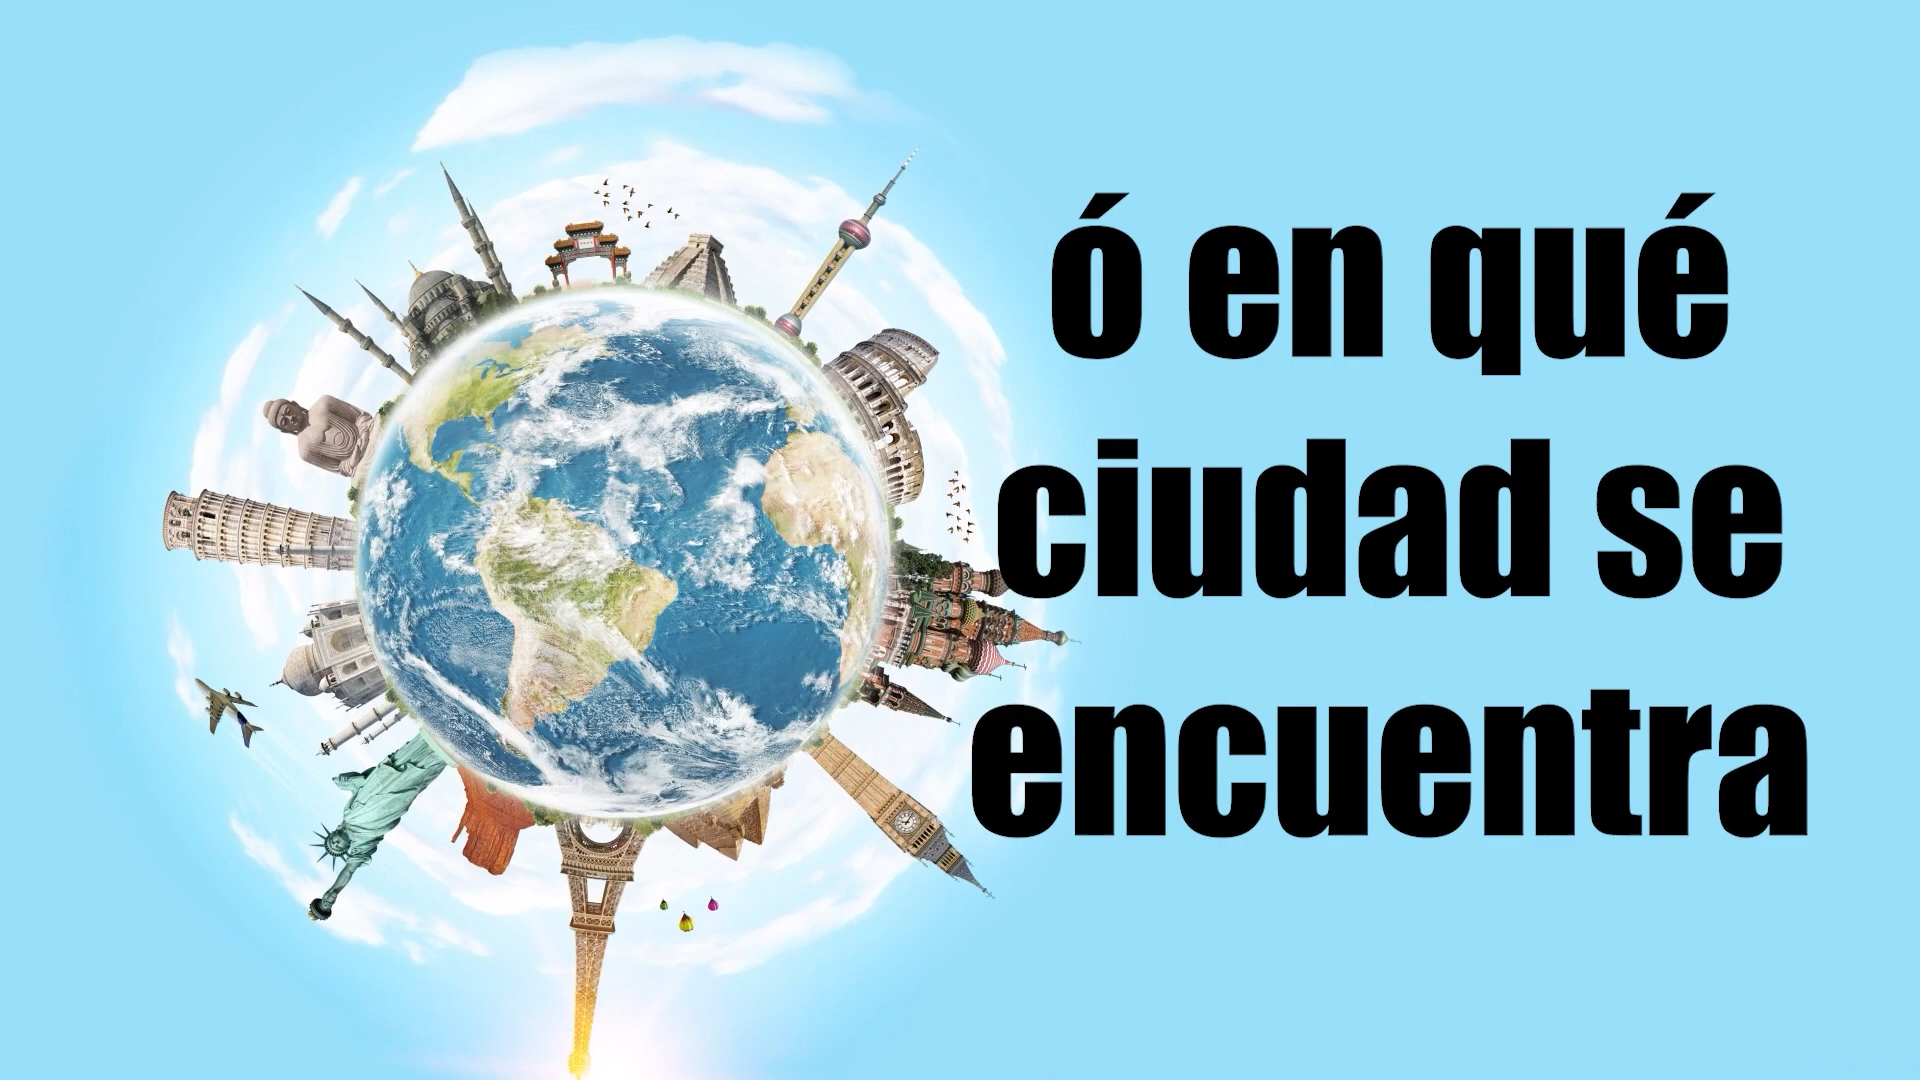 ó en qué
ciudad se
encuentra